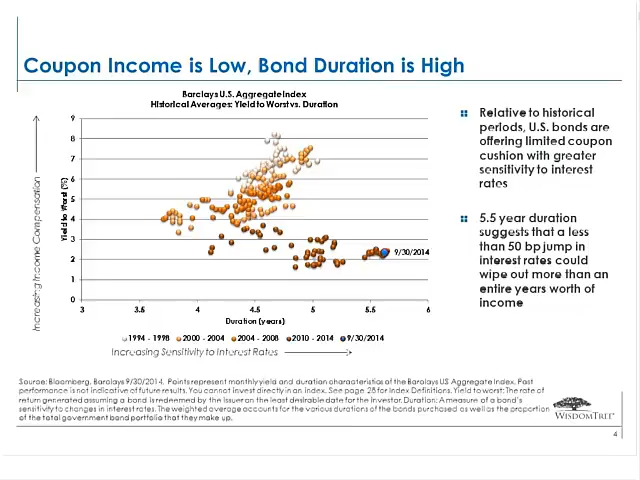 Coupon Income is Low, Bond Duration is High
Barclays U.S. Aggregate Index
Historical Averages: Yield to Worst vs. Duration
Increasing Income Compensation
Yield to Worst (%)
9
8
7
6
5
4
3
2
1
0
9/30/2014
3 3.5 4 4.5 5 5.5 6
Duration (years)
1994 - 1998 2000 - 2004 2004 - 2008 2010 - 2014 9/30/2014
Increasing Sensitivity to Interest Rates
Relative to historical
periods, U.S. bonds are
offering limited coupon
cushion with greater
sensitivity to interest
rates
5.5 year duration
suggests that a less
than 50 bp jump in
interest rates could
wipe out more than an
entire years worth of
income
Source: Bloomberg, Barclays 9/30/2014. Points represent monthly yield and duration characteristics of the Barclays US Aggregate Index. Past
performance is not indicative of future results. You cannot invest directly in an index. See page 28 for Index Definitions. Yield to worst: The rate of
return generated assuming a bond is redeemed by the issuer on the least desirable date for the investor. Duration: A measure of a bond's
sensitivity to changes in interest rates. The weighted average accounts for the various durations of the bonds purchased as well as the proportion
of the total government bond portfolio that they make up.
WISDOMTREE
4